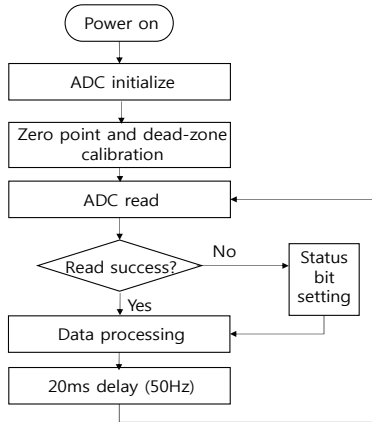 Power on
ADC initialize
Zero point and dead-zone
calibration
ADC read
Read success?
No
Status
bit
setting
Yes
Data processing
20ms delay (50Hz)